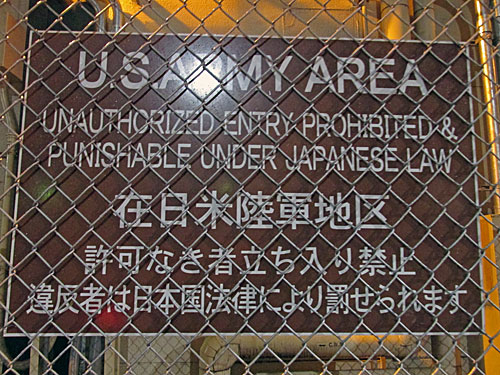 U.S.ARMY AREA
UNAUTHORIZED ENTRY PROHIBITED &
PUNISHABLE UNDER JAPANESE LAW
在日米陸軍地区
許可なき者立ち入り禁止
違反者は日本国法律により罰せられます